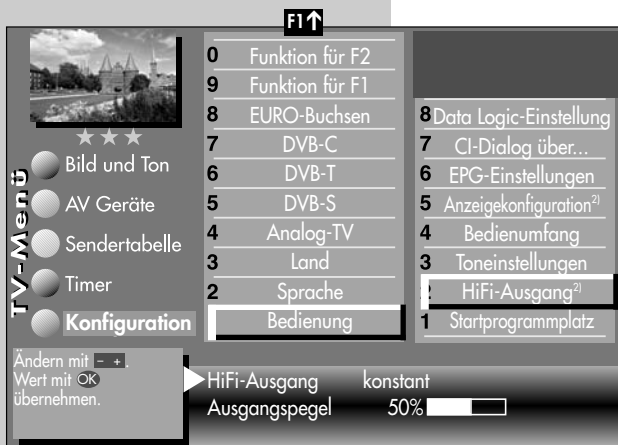 F1↑
TV-Menü
Bild und Ton
AV Geräte
Sendertabelle
Timer
Konfiguration
0 Funktion für F2
9 Funktion für F1
8 EURO-Buchsen
7 DVB-C
6 DVB-T
5 DVB-S
4 Analog-TV
3 Land
2 Sprache
Bedienung
8 Data Logic-Einstellung
7 CI-Dialog über...
6 EPG-Einstellungen
5 Anzeigekonfiguration2)
4 Bedienumfang
3 Toneinstellungen
2 HiFi-Ausgang2)
1 Startprogrammplatz
Ändern mit - + .
Wert mit OK
übernehmen.
HiFi-Ausgang konstant
Ausgangspegel 50%